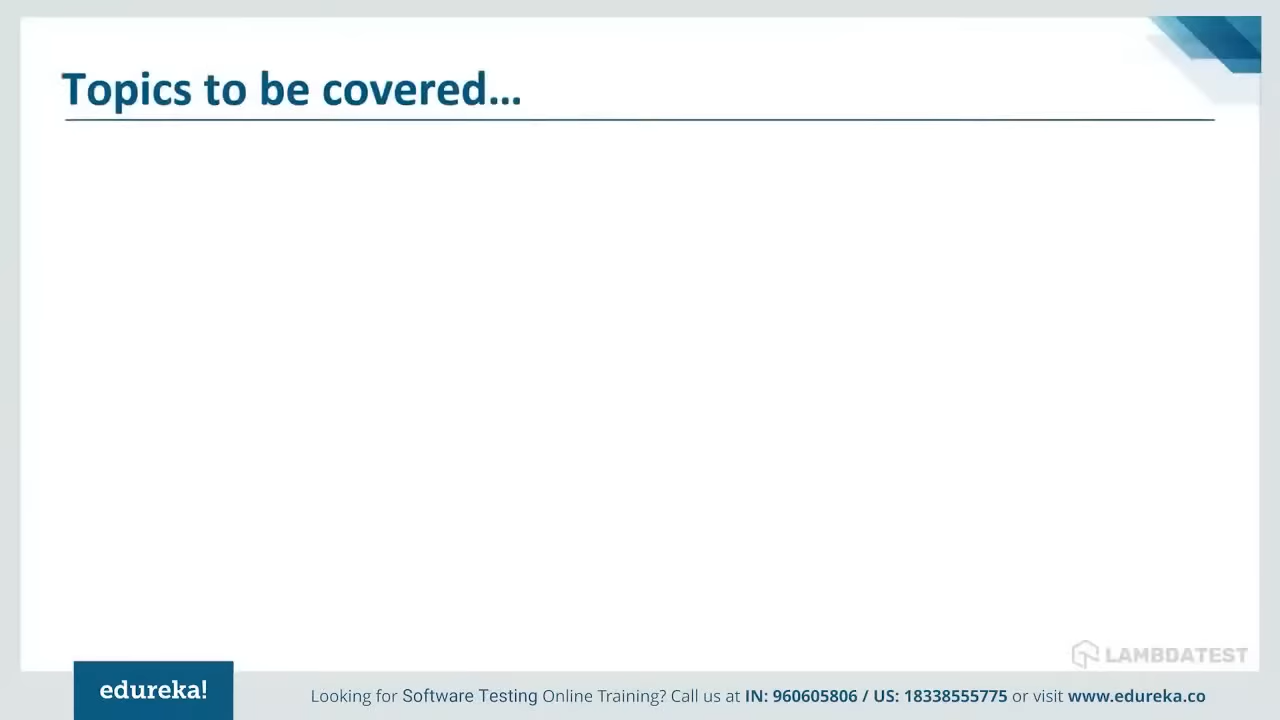 Topics to be covered...
LAMBDATEST
edureka!
Looking for Software Testing Online Training? Call us at IN: 960605806 / US: 18338555775 or visit www.edureka.co